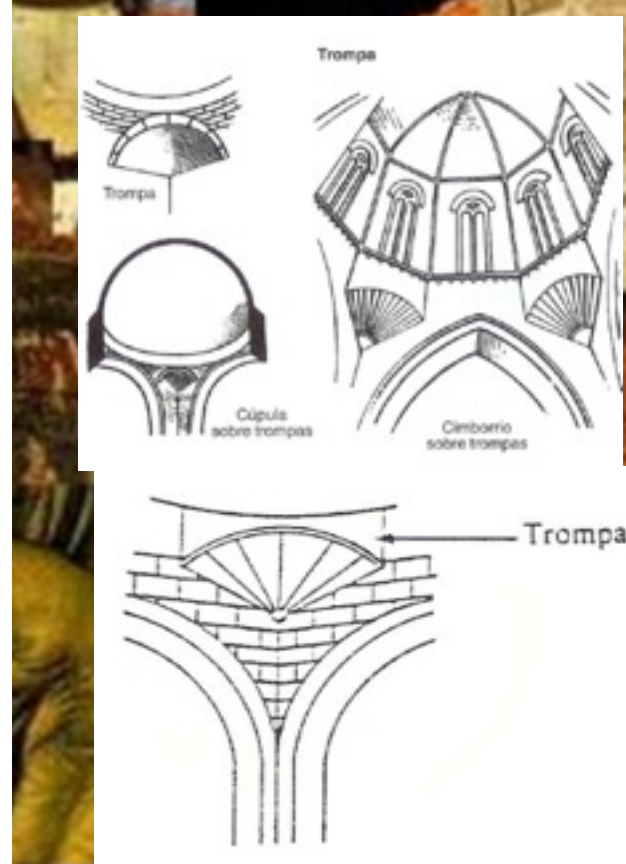 Trompa
Trompa
Cúpula
sobre trompas
Cimborrio
sobre trompas
Trompa